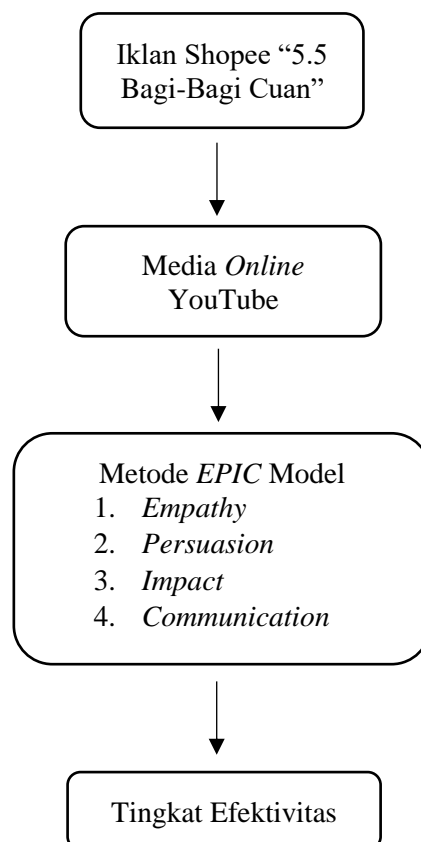 Iklan Shopee “5.5
Bagi-Bagi Cuan”
Media Online
YouTube
Metode EPIC Model
1. Empathy
2. Persuasion
3. Impact
4. Communication
Tingkat Efektivitas